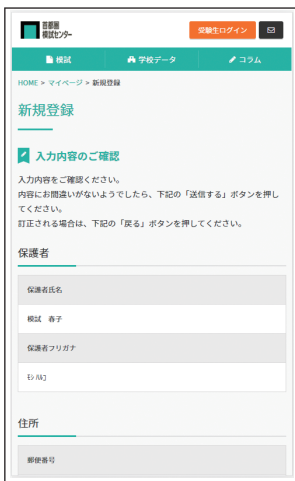 首都圏
模試センター
受験生ログイン
模試 学校データ コラム
HOME > マイページ > 新規登録
新規登録
入力内容のご確認
入力内容をご確認ください。
内容にお間違いがないようでしたら、下記の「送信する」ボタンを押し
てください。
訂正される場合は、下記の「戻る」ボタンを押してください。
保護者
保護者氏名
模試 春子
保護者フリガナ
ﾓｼ ﾊﾙｺ
住所
郵便番号